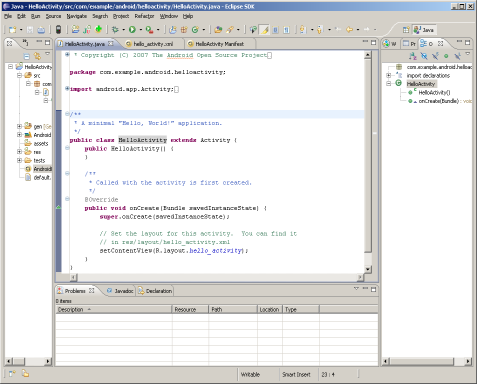 Java - HelloActivity/src/com/example/android/helloactivity/HelloActivity.java - Eclipse SDK
File Edit Run Source Navigate Search Project Refactor Window Help
Java
HelloActivity.java hello_activity.xml HelloActivity Manifest
* Copyright (C) 2007 The Android Open Source Project
package com.example.android.helloactivity;
import android.app.Activity;
/**
* A minimal "Hello, World!" application.
*/
public class HelloActivity extends Activity {
public HelloActivity() {
}
/**
* Called with the activity is first created.
*/
@Override
public void onCreate(Bundle savedInstanceState) {
super.onCreate(savedInstanceState);
// Set the layout for this activity.  You can find it
// in res/layout/hello_activity.xml
setContentView(R.layout.hello_activity);
}
}
HelloActivity
src
com
gen
Android
assets
res
tests
Android
default.
W Pr O
com.example.android.helloac
import declarations
HelloActivity
HelloActivity()
onCreate(Bundle) : void
Problems Javadoc Declaration
0 items
Description Resource Path Location Type
Writable Smart Insert 23 : 4